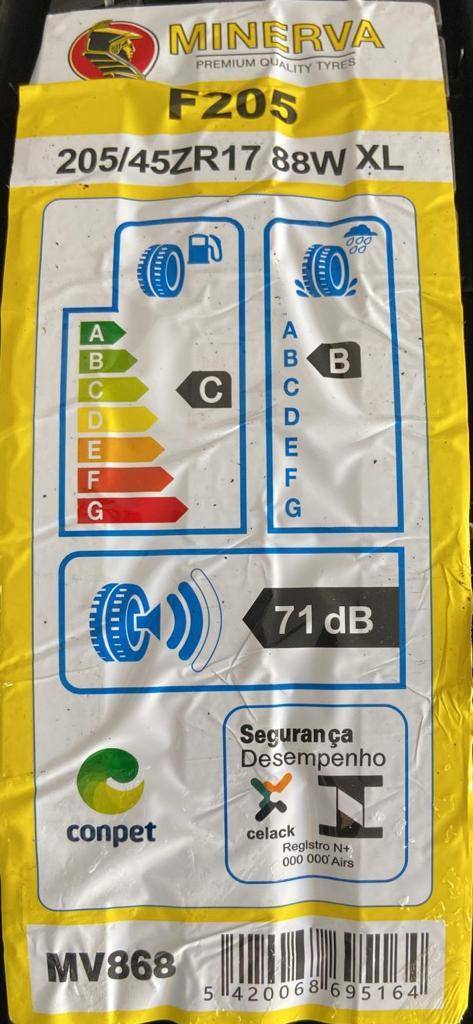 MINERVA
PREMIUM QUALITY TYRES
F205
205/45ZR17 88W XL
A
B
C
D
E
F
G
C
A
B
C
D
E
F
G
B
71 dB
conpet
Segurança
Desempenho
celack
Registro N+
000 000'Airs
MV868
5 420068 695164